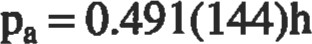 pₐ = 0.491(144)h